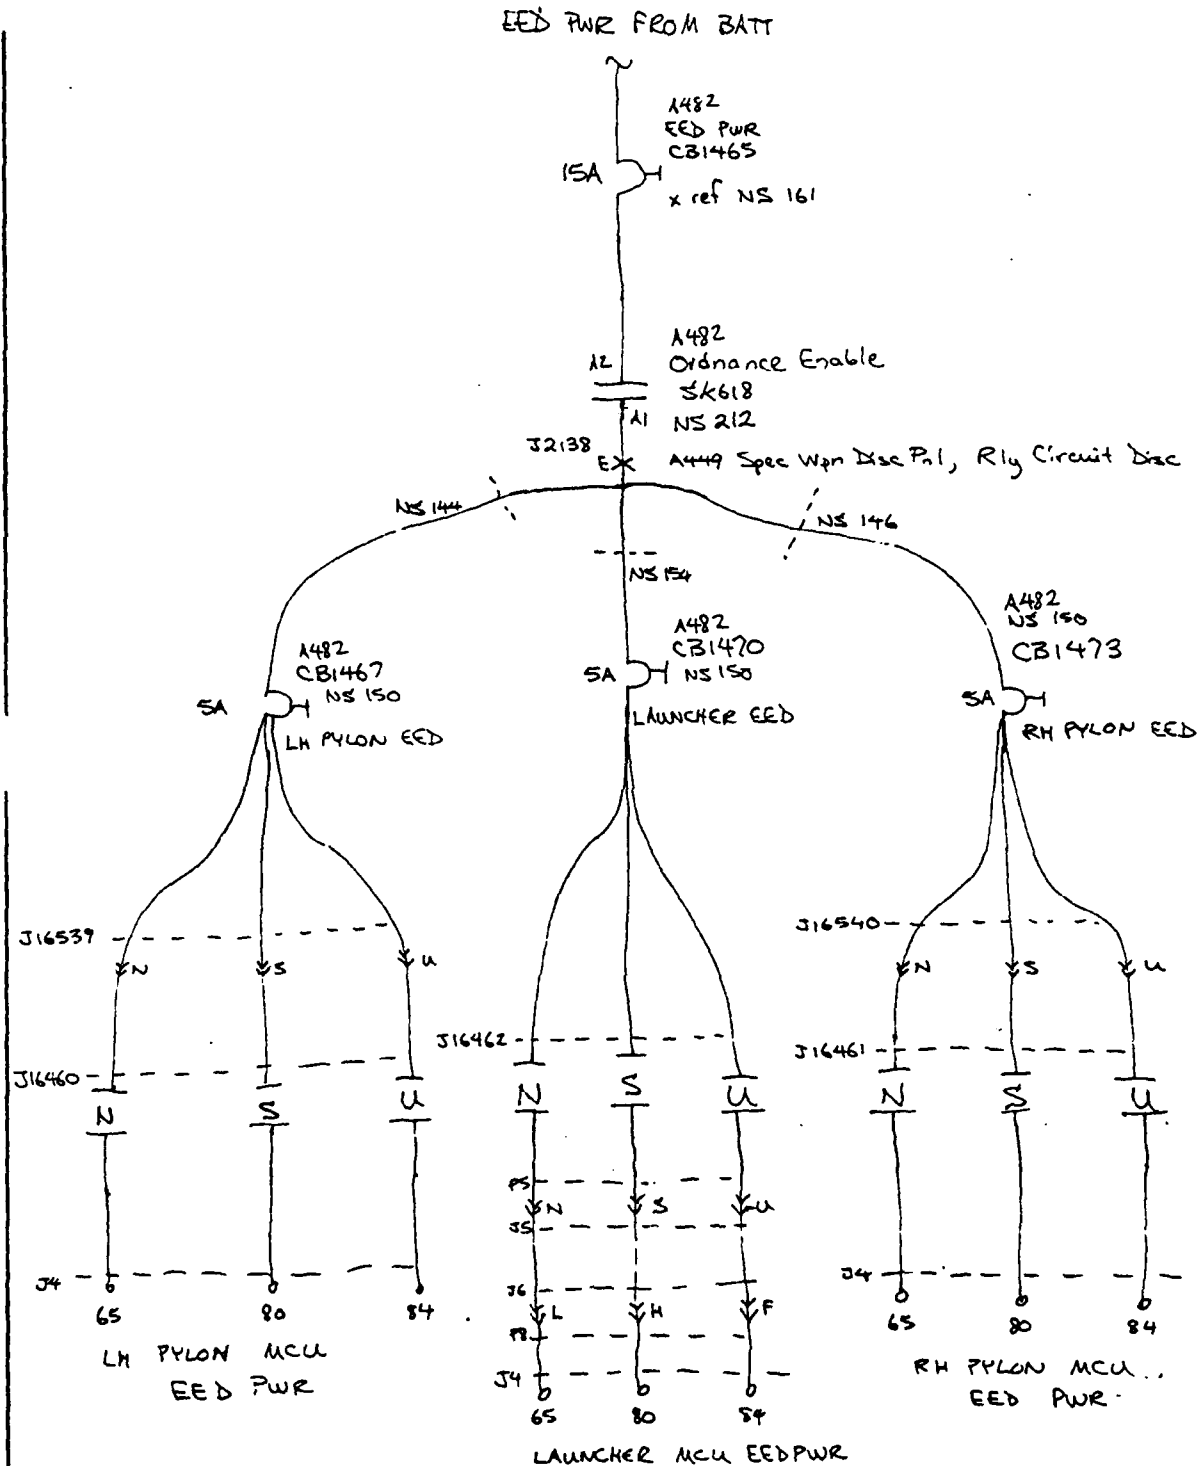 EED PWR FROM BATT
A482
EED PWR
CB1465
15A
x ref NS 161
A482
A2
Ordnance Enable
SK618
A1
NS 212
J2138
E
A449 Spec Wpn Disc Pnl, Rly Circuit Disc
NS 144
NS 146
NS 154
A482
CB1467
NS 150
5A
LH PYLON EED
A482
CB1470
NS 150
5A
LAUNCHER EED
A482
NS 150
CB1473
5A
RH PYLON EED
J16539
N
S
U
J16460
N
S
U
J4
65
80
84
LH PYLON MCU
EED PWR
J16462
N
S
U
P5
N
S
U
J5
J6
L
H
F
P8
J4
65
80
84
LAUNCHER MCU EEDPWR
J16540
N
S
U
J16461
N
S
U
J4
65
80
84
RH PYLON MCU
EED PWR